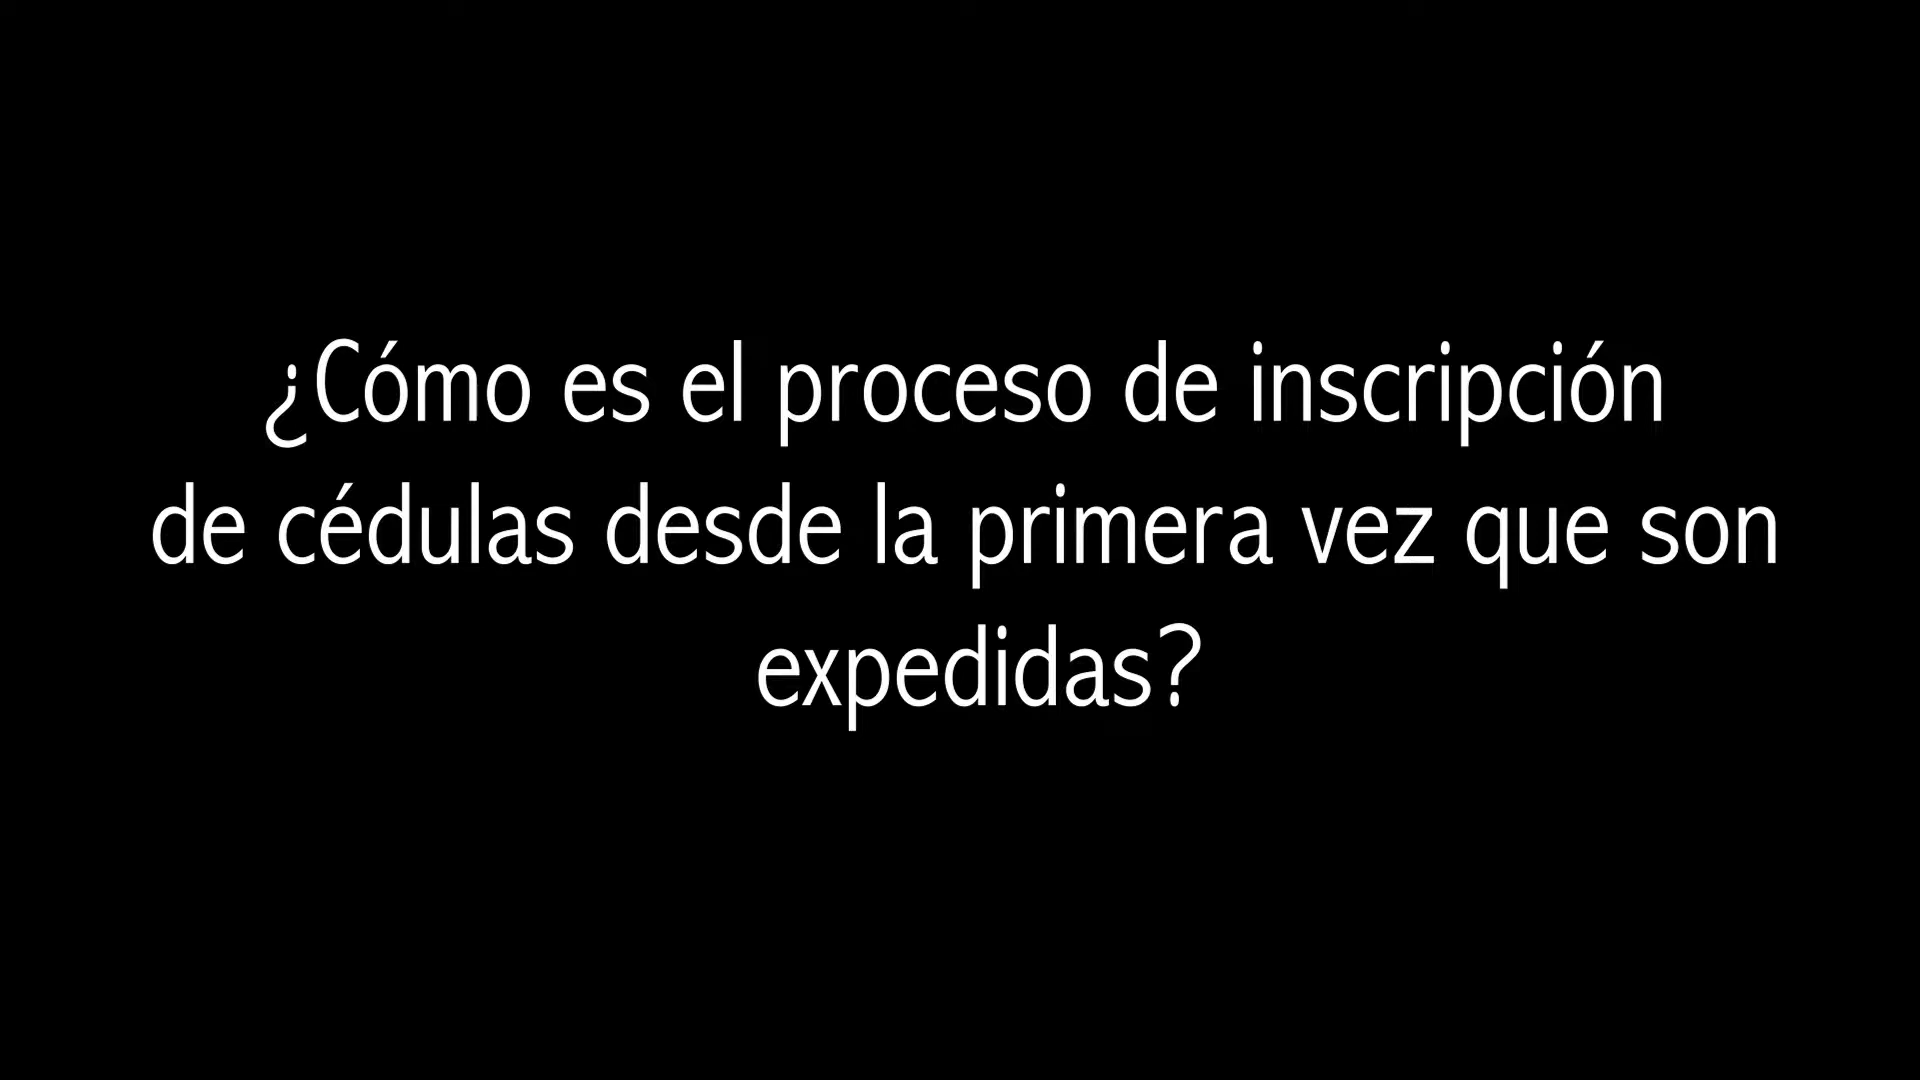 ¿Cómo es el proceso de inscripción
de cédulas desde la primera vez que son
expedidas?